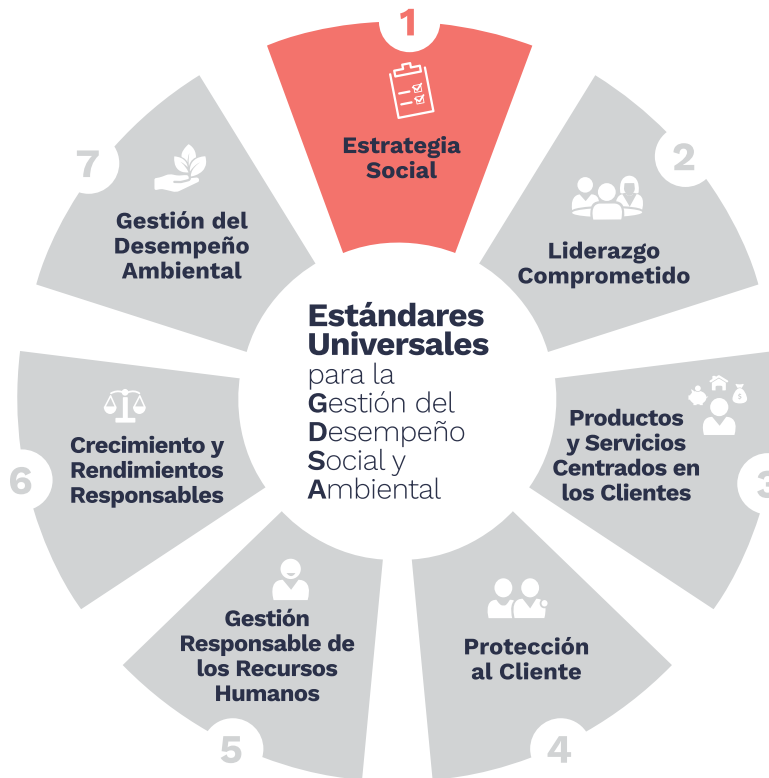 1
Estrategia
Social
2
Liderazgo
Comprometido
3
Productos
y Servicios
Centrados en
los Clientes
4
Protección
al Cliente
5
Gestión
Responsable de
los Recursos
Humanos
6
Crecimiento y
Rendimientos
Responsables
7
Gestión del
Desempeño
Ambiental
Estándares
Universales
para la
Gestión del
Desempeño
Social y
Ambiental